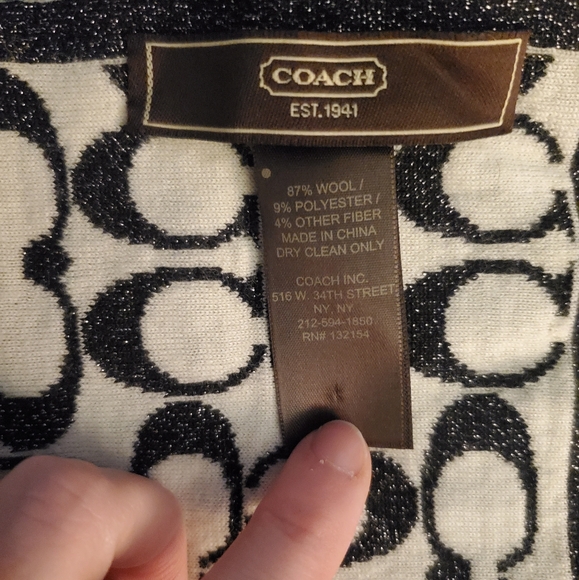 COACH
EST. 1941
87% WOOL /
9% POLYESTER /
4% OTHER FIBER
MADE IN CHINA
DRY CLEAN ONLY
COACH INC.
516 W. 34TH STREET
NY, NY
212-594-1850
RN# 132154